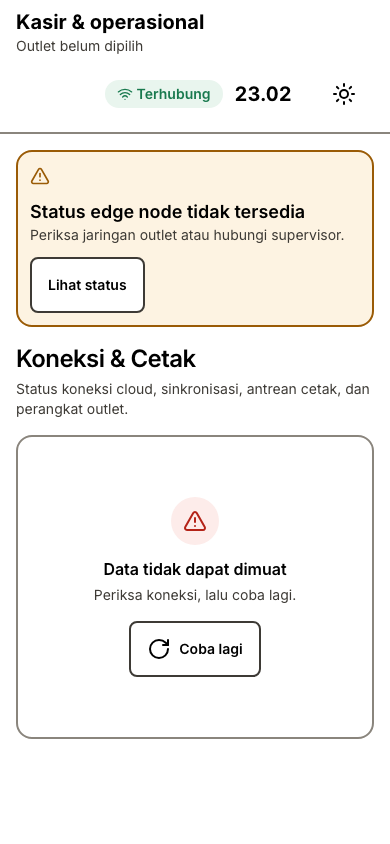 Kasir & operasional
Outlet belum dipilih
Terhubung
23.02
Status edge node tidak tersedia
Periksa jaringan outlet atau hubungi supervisor.
Lihat status
Koneksi & Cetak
Status koneksi cloud, sinkronisasi, antrean cetak, dan
perangkat outlet.
Data tidak dapat dimuat
Periksa koneksi, lalu coba lagi.
Coba lagi